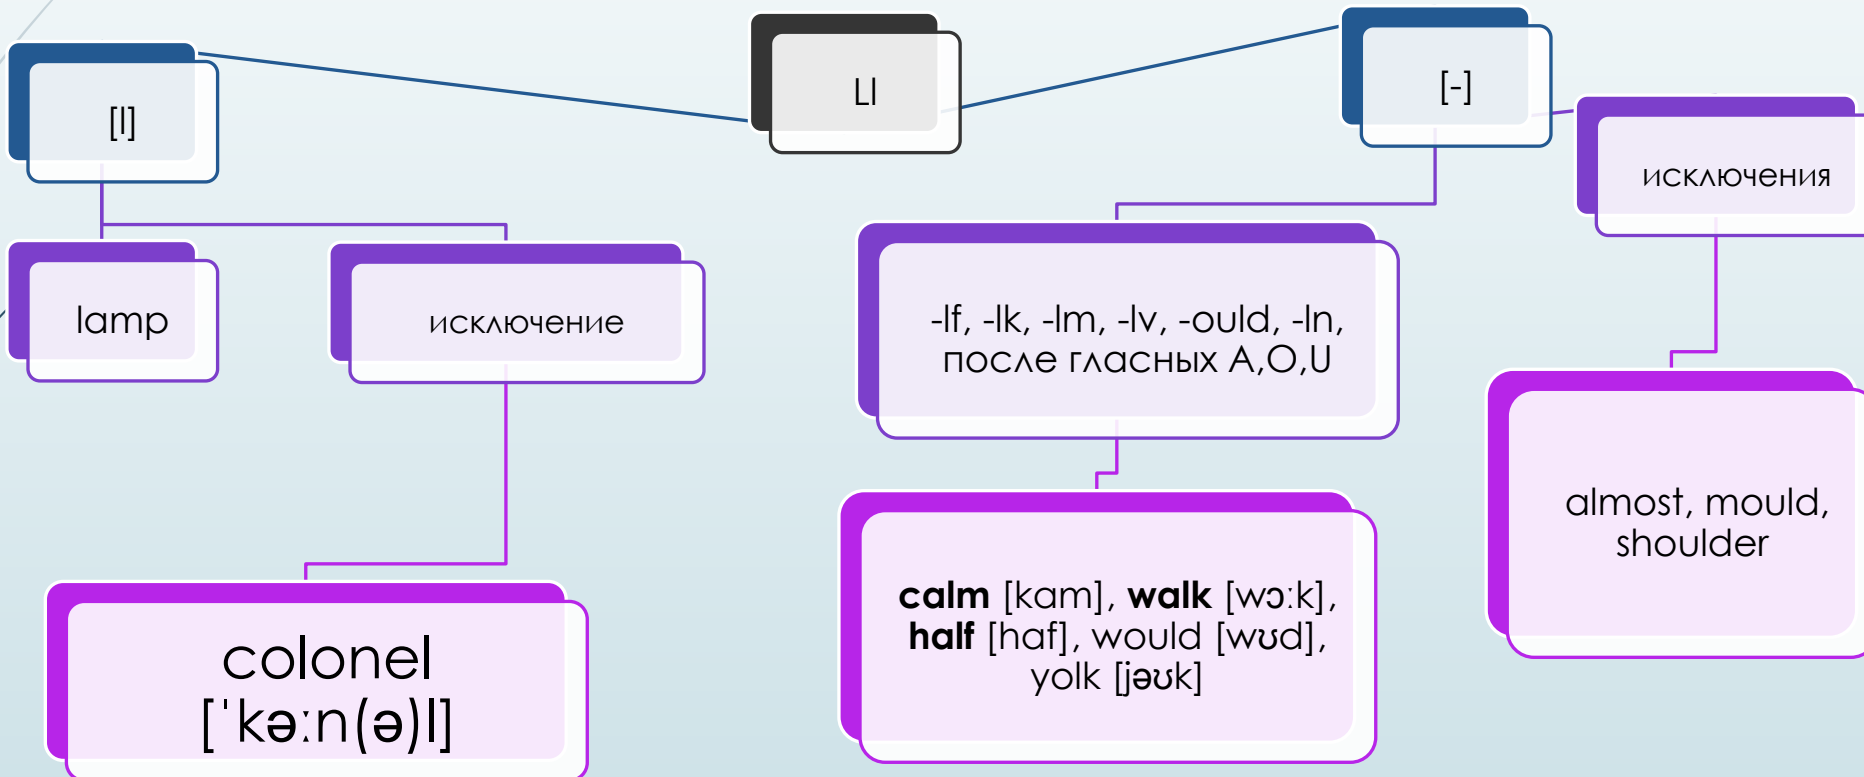 Ll
[l]
[-]
исключения
lamp
исключение
-lf, -lk, -lm, -lv, -ould, -ln,
после гласных A,O,U
almost, mould,
shoulder
calm [kam], walk [wɔ:k],
half [haf], would [wʊd],
yolk [jəʊk]
colonel
[ˈkə:n(ə)l]